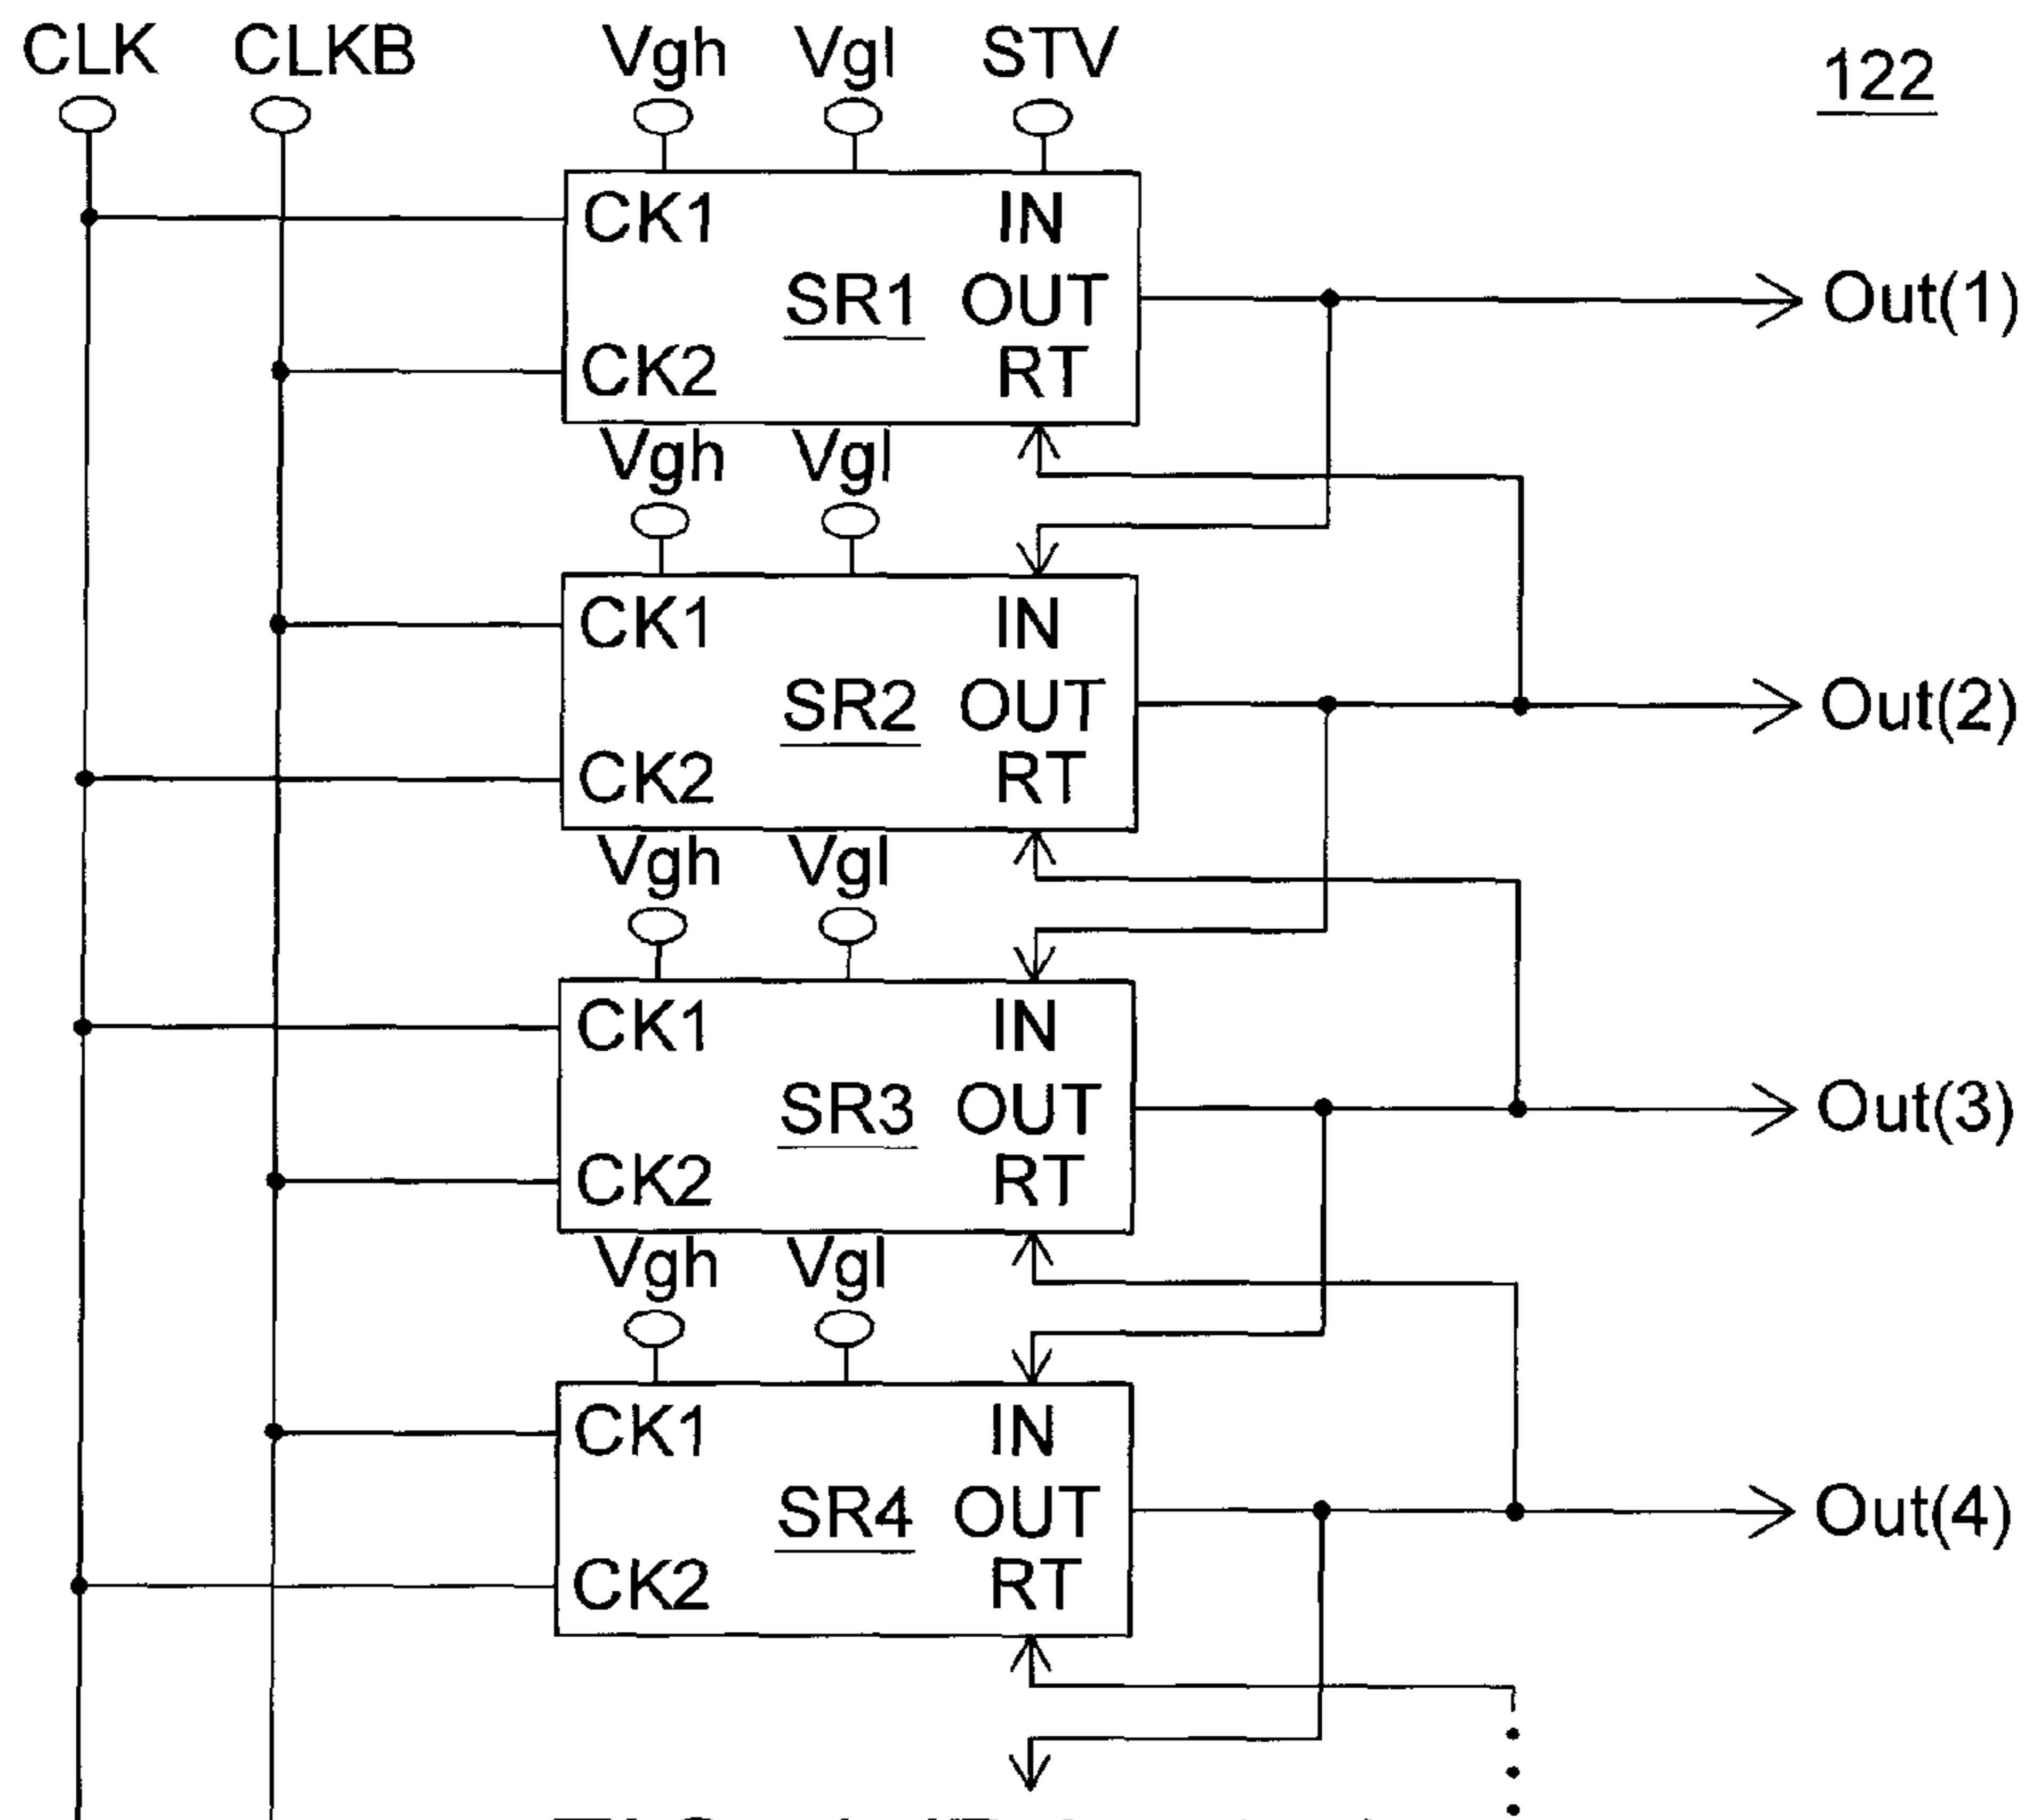 CLK CLKB Vgh Vgl STV 122
CK1 IN
SR1 OUT Out(1)
CK2 RT
Vgh Vgl
CK1 IN
SR2 OUT Out(2)
CK2 RT
Vgh Vgl
CK1 IN
SR3 OUT Out(3)
CK2 RT
Vgh Vgl
CK1 IN
SR4 OUT Out(4)
CK2 RT